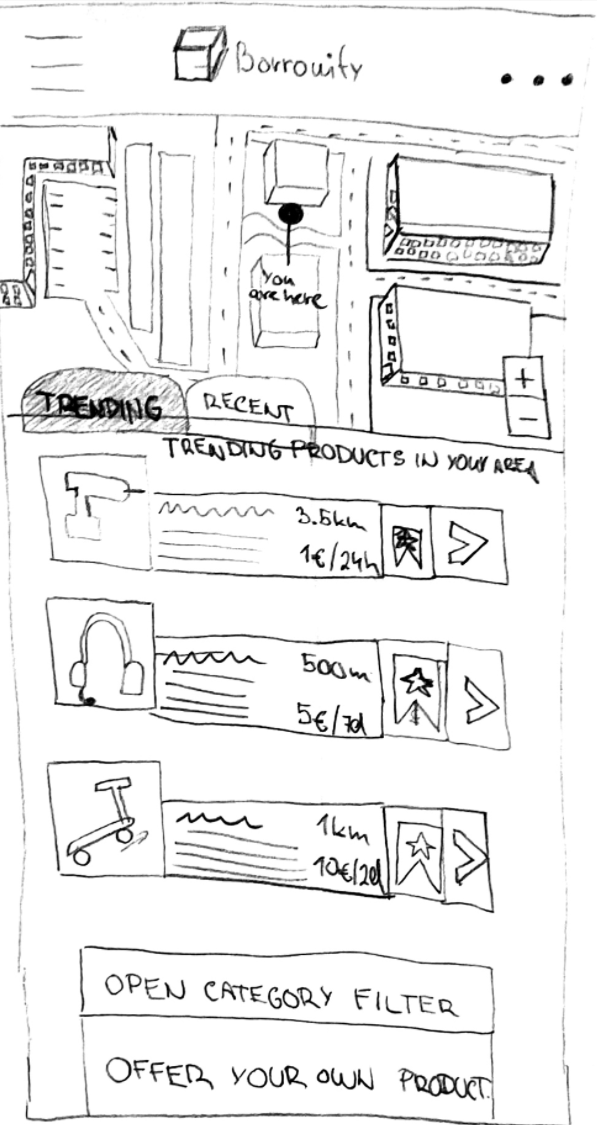 Borrowity
You
are here
+
-
TRENDING
RECENT
TRENDING PRODUCTS IN YOUR AREA
3.5km
1€/24h
500m
5€/7d
1km
10€/2d
OPEN CATEGORY FILTER
OFFER YOUR OWN PRODUCT